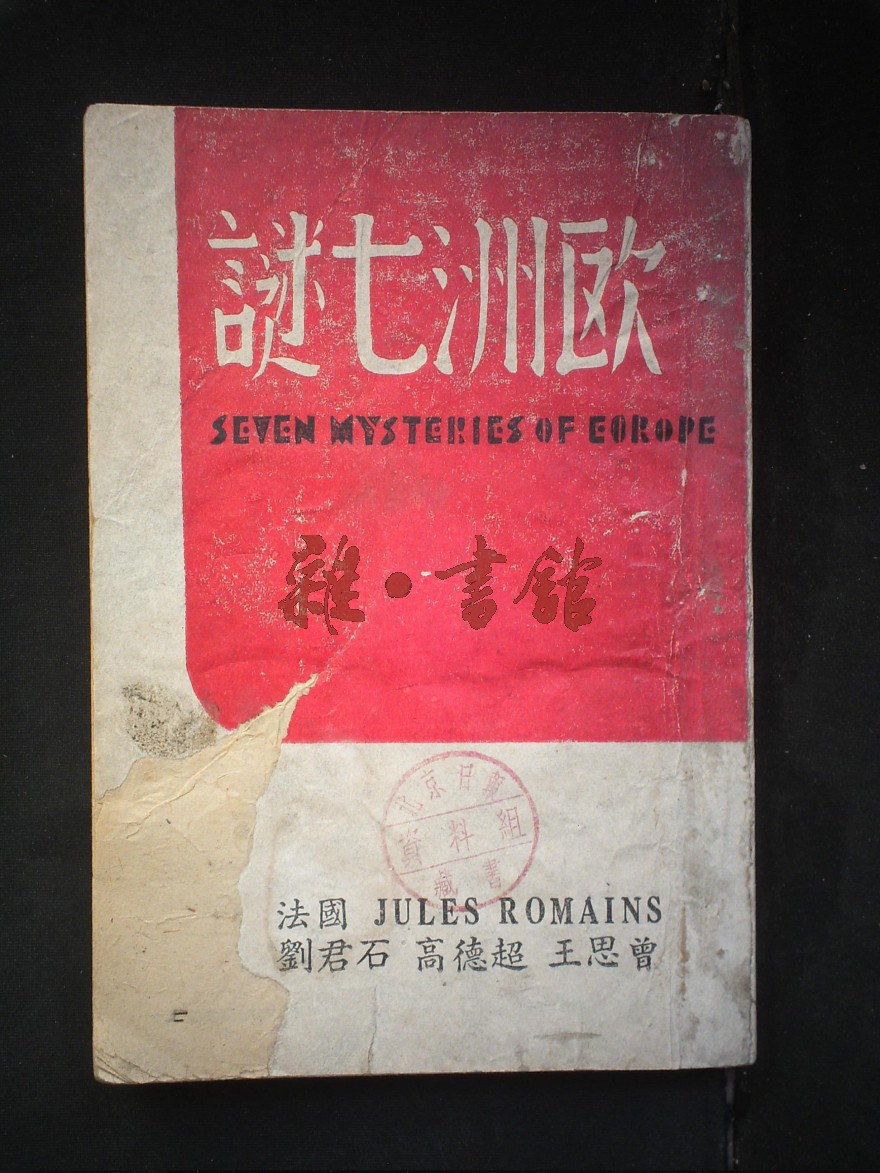 欧洲七謎
SEVEN MYSTERIES OF EUROPE
雜·書館
北京日報
資料組
藏書
法國 JULES ROMAINS
劉君石 高德超 王思曾